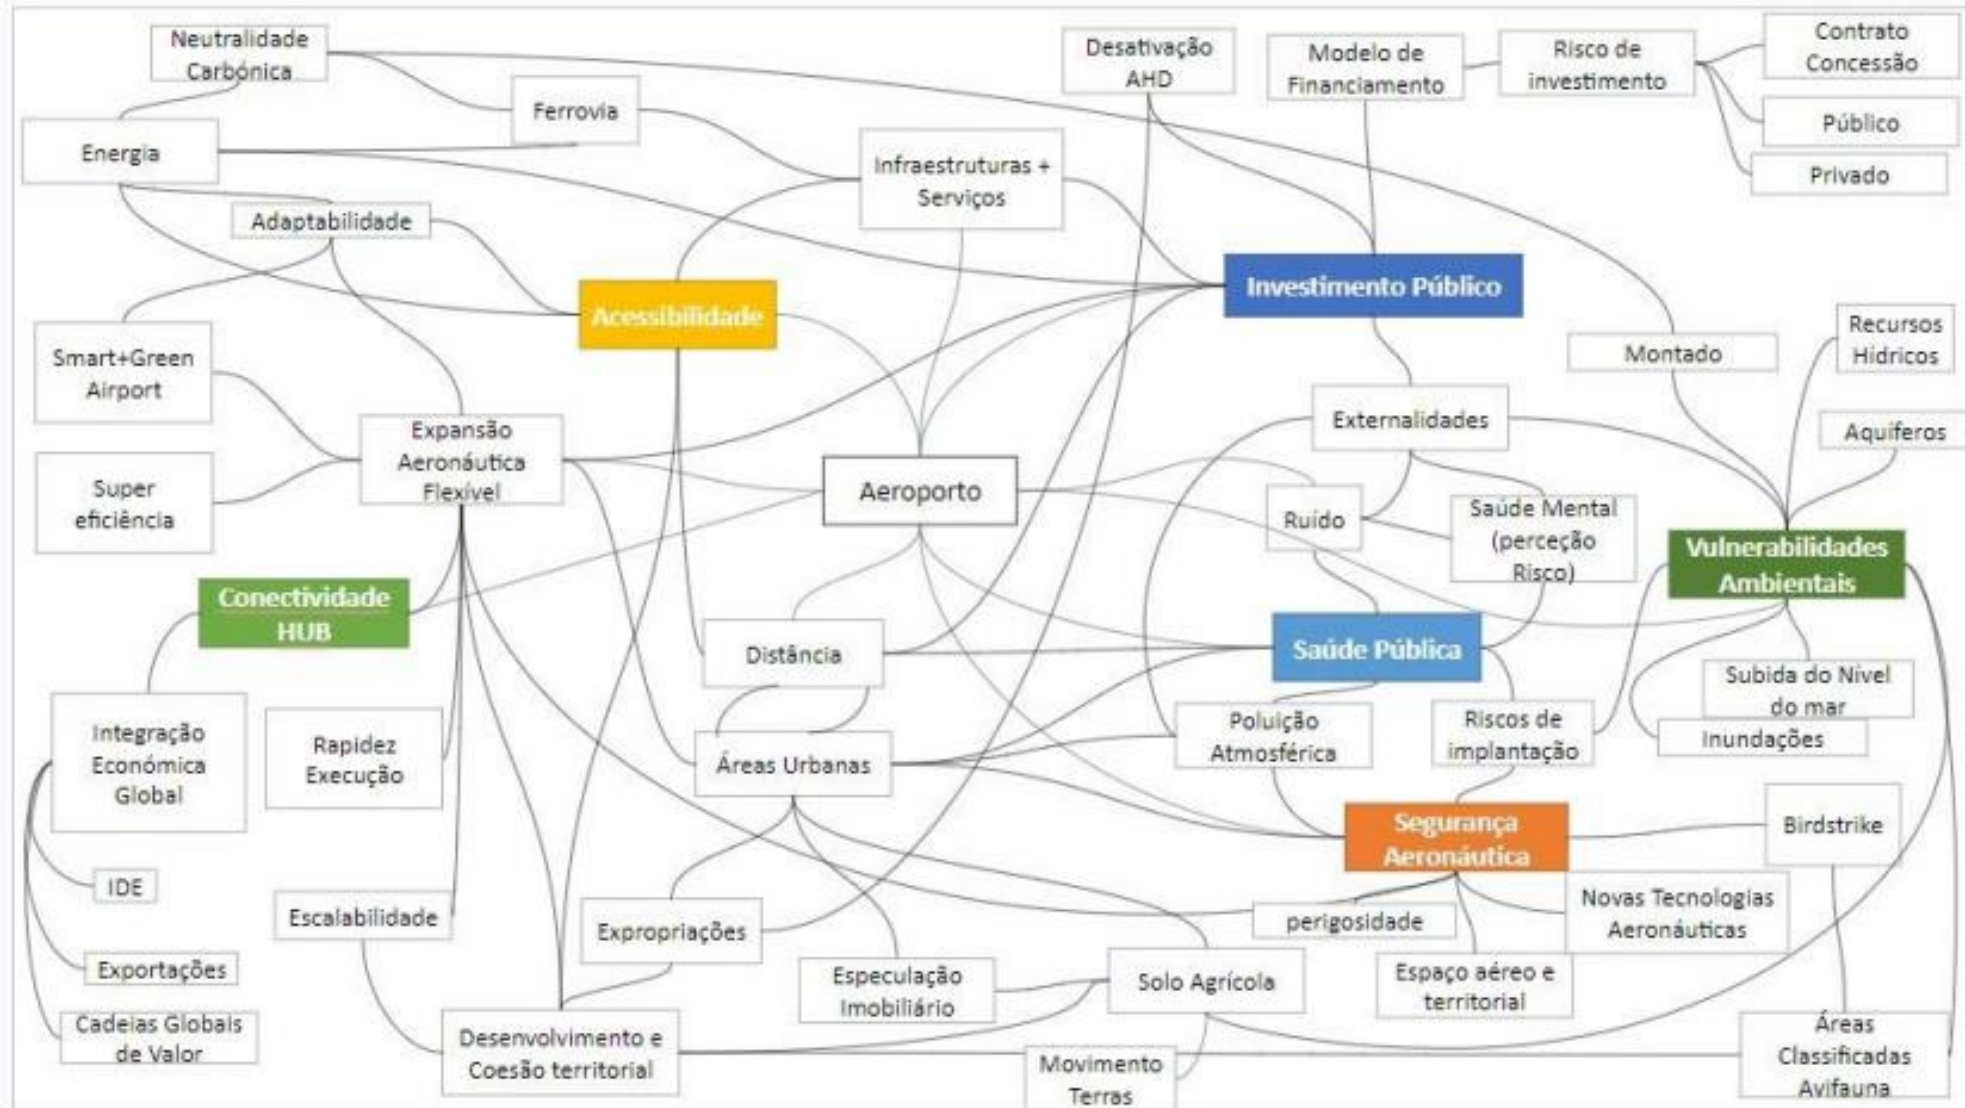 Neutralidade
Carbónica
Desativação
AHD
Modelo de
Financiamento
Risco de
investimento
Contrato
Concessão
Ferrovia
Público
Energia
Infraestruturas +
Serviços
Privado
Adaptabilidade
Acessibilidade
Investimento Público
Smart+Green
Airport
Montado
Recursos
Hidricos
Expansão
Aeronáutica
Flexível
Externalidades
Aquiferos
Super
eficiência
Aeroporto
Ruído
Saúde Mental
(perceção
Risco)
Vulnerabilidades
Ambientais
Conectividade
HUB
Distância
Saúde Pública
Subida do Nivel
do mar
Integração
Económica
Global
Rapidez
Execução
Áreas Urbanas
Poluição
Atmosférica
Riscos de
implantação
Inundações
Segurança
Aeronáutica
Birdstrike
IDE
Escalabilidade
Expropriações
perigosidade
Novas Tecnologias
Aeronáuticas
Exportações
Especulação
Imobiliário
Solo Agrícola
Espaço aéreo e
territorial
Cadeias Globais
de Valor
Desenvolvimento e
Coesão territorial
Movimento
Terras
Áreas
Classificadas
Avifauna